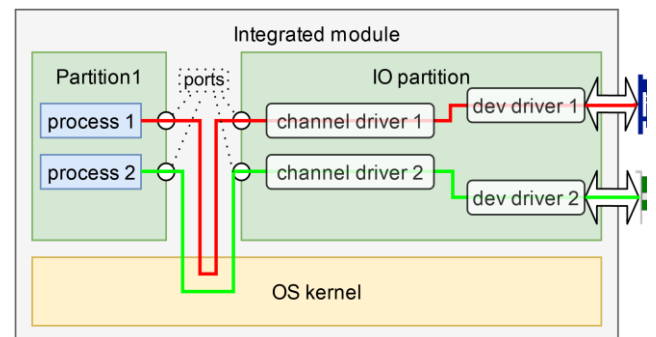 Integrated module
Partition1
ports
IO partition
process 1
channel driver 1
dev driver 1
process 2
channel driver 2
dev driver 2
OS kernel